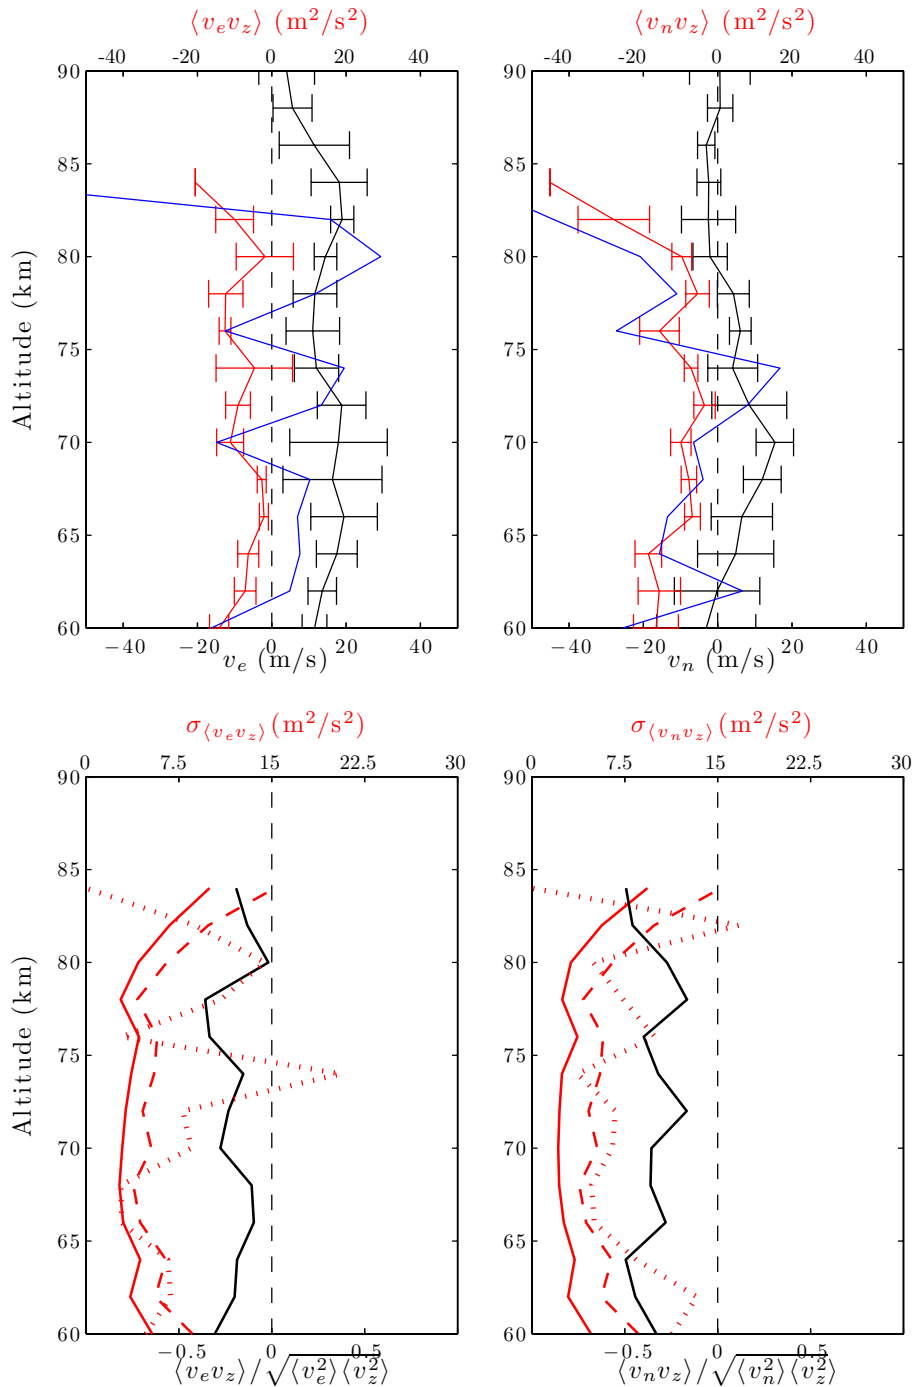 ⟨v_e v_z⟩ (m²/s²)
⟨v_n v_z⟩ (m²/s²)
-40 -20 0 20 40
-40 -20 0 20 40
90
85
80
75
70
65
60
Altitude (km)
90
85
80
75
70
65
60
−40 −20 0 20 40
v_e (m/s)
−40 −20 0 20 40
v_n (m/s)
σ⟨v_e v_z⟩ (m²/s²)
σ⟨v_n v_z⟩ (m²/s²)
0 7.5 15 22.5 30
0 7.5 15 22.5 30
90
85
80
75
70
65
60
Altitude (km)
90
85
80
75
70
65
60
−0.5 0 0.5
⟨v_e v_z⟩/√⟨v_e²⟩⟨v_z²⟩
−0.5 0 0.5
⟨v_n v_z⟩/√⟨v_n²⟩⟨v_z²⟩